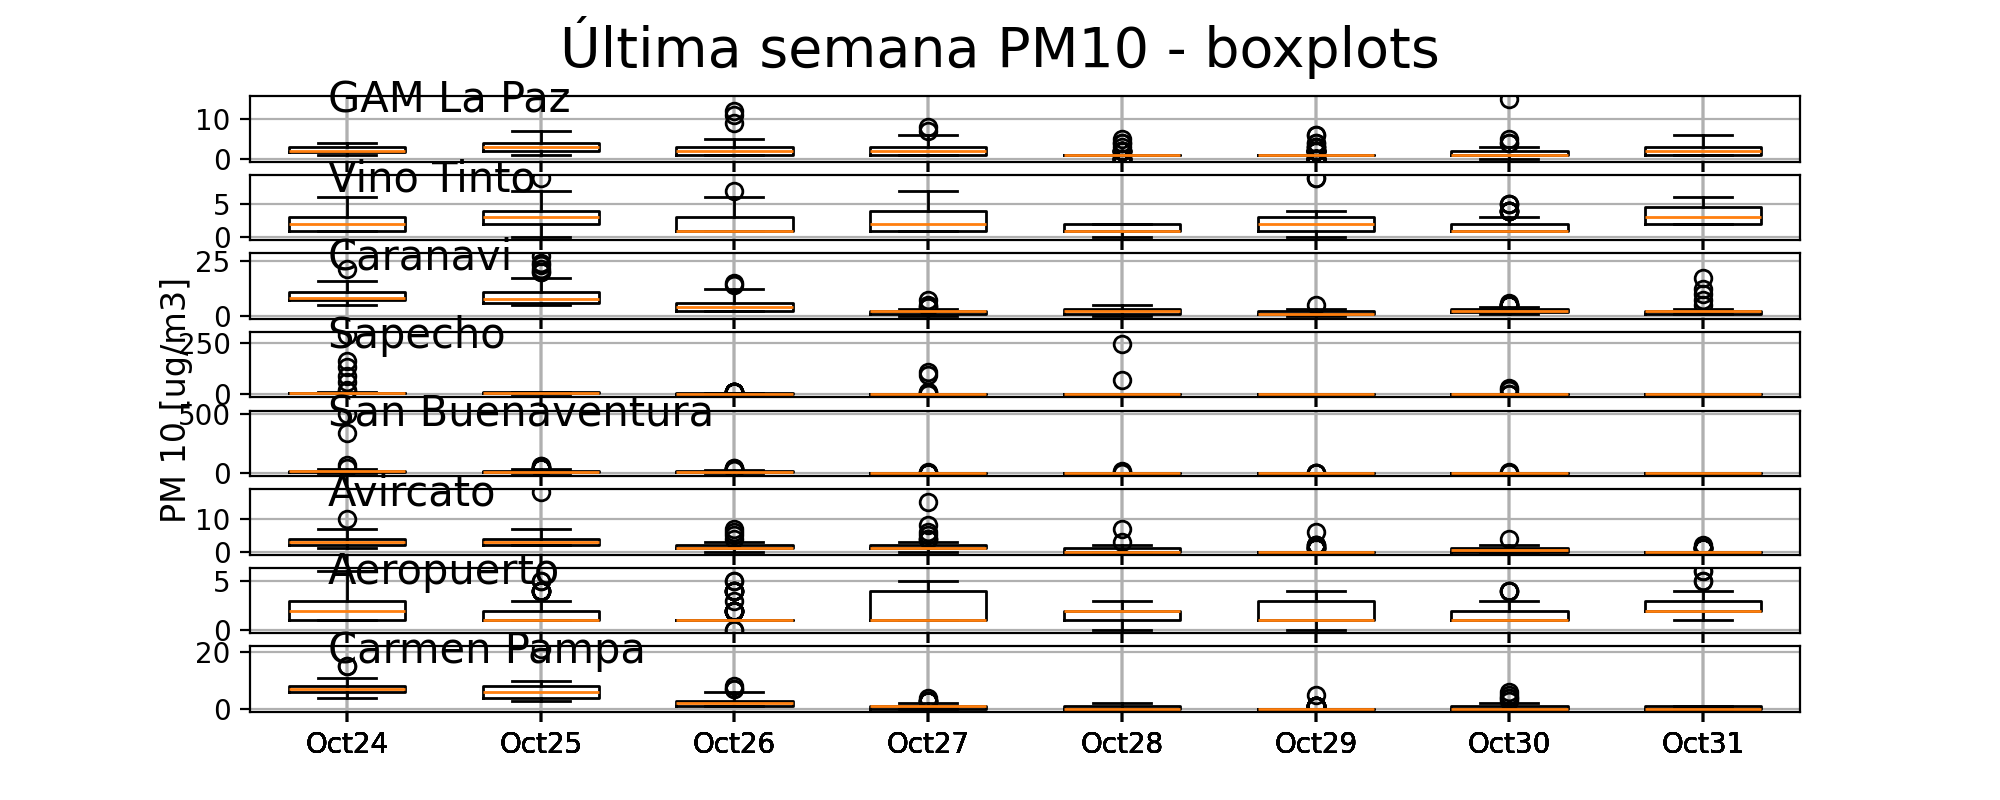 Última semana PM10 - boxplots
GAM La Paz
10
0
Vino Tinto
5
0
Caranavi
25
0
Sapecho
250
0
San Buenaventura
500
0
Avircato
10
0
Aeropuerto
5
0
Carmen Pampa
20
0
PM 10 [ug/m3]
Oct24 Oct25 Oct26 Oct27 Oct28 Oct29 Oct30 Oct31